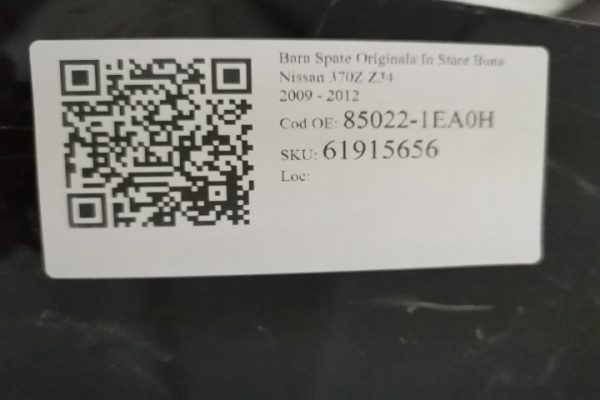 Bara Spate Originala In Stare Buna
Nissan 370Z Z34
2009 - 2012
Cod OE: 85022-1EA0H
SKU: 61915656
Loc: